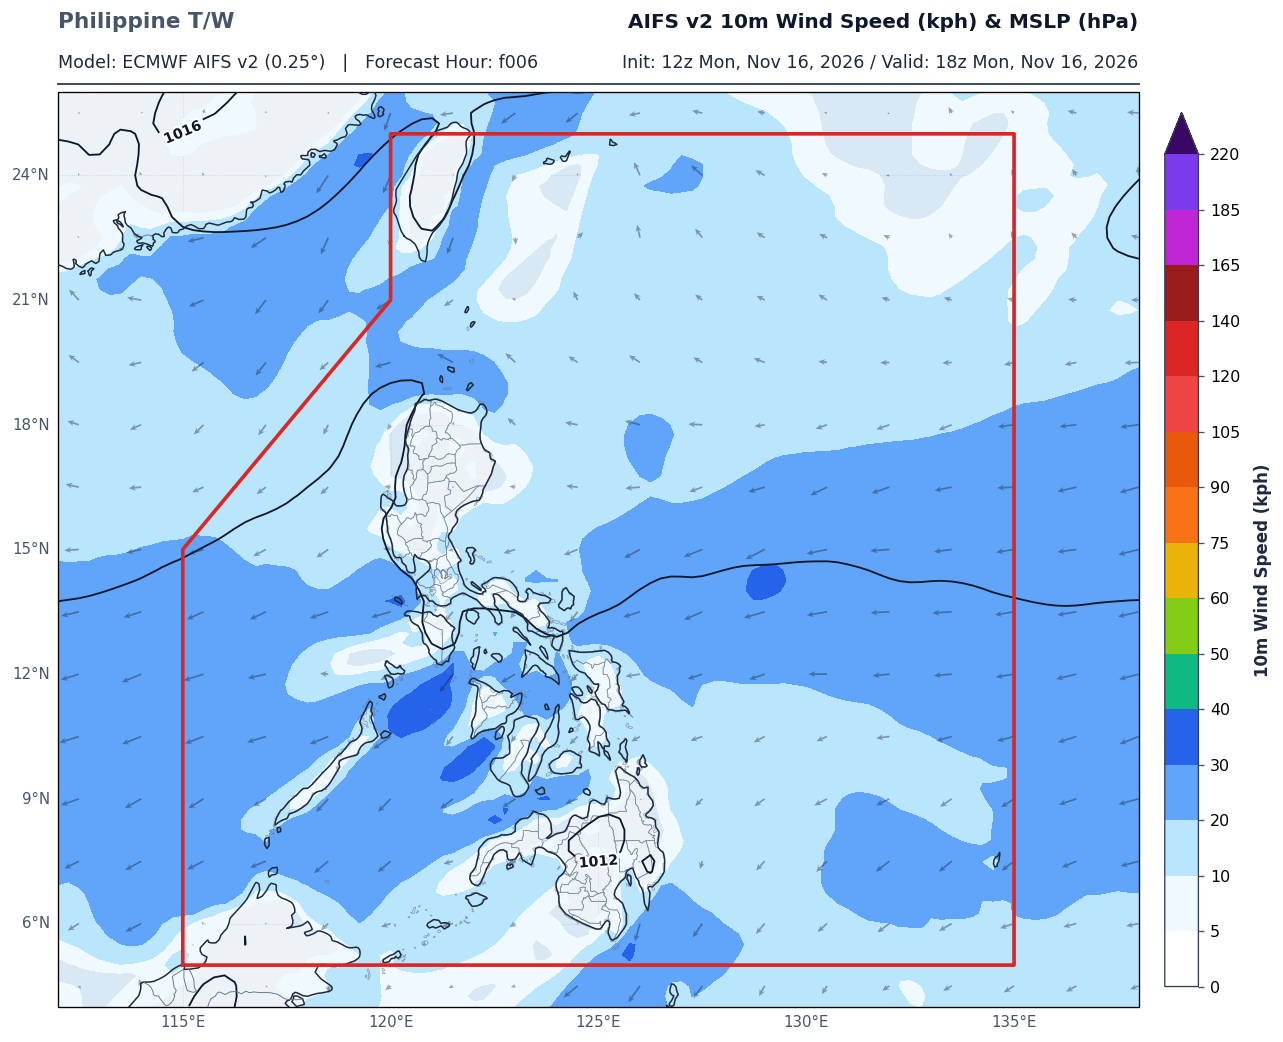 Philippine T/W
AIFS v2 10m Wind Speed (kph) & MSLP (hPa)
Model: ECMWF AIFS v2 (0.25°) | Forecast Hour: f006
Init: 12z Mon, Nov 16, 2026 / Valid: 18z Mon, Nov 16, 2026
1016
1012
24°N
21°N
18°N
15°N
12°N
9°N
6°N
115°E
120°E
125°E
130°E
135°E
220
185
165
140
120
105
90
75
60
50
40
30
20
10
5
0
10m Wind Speed (kph)